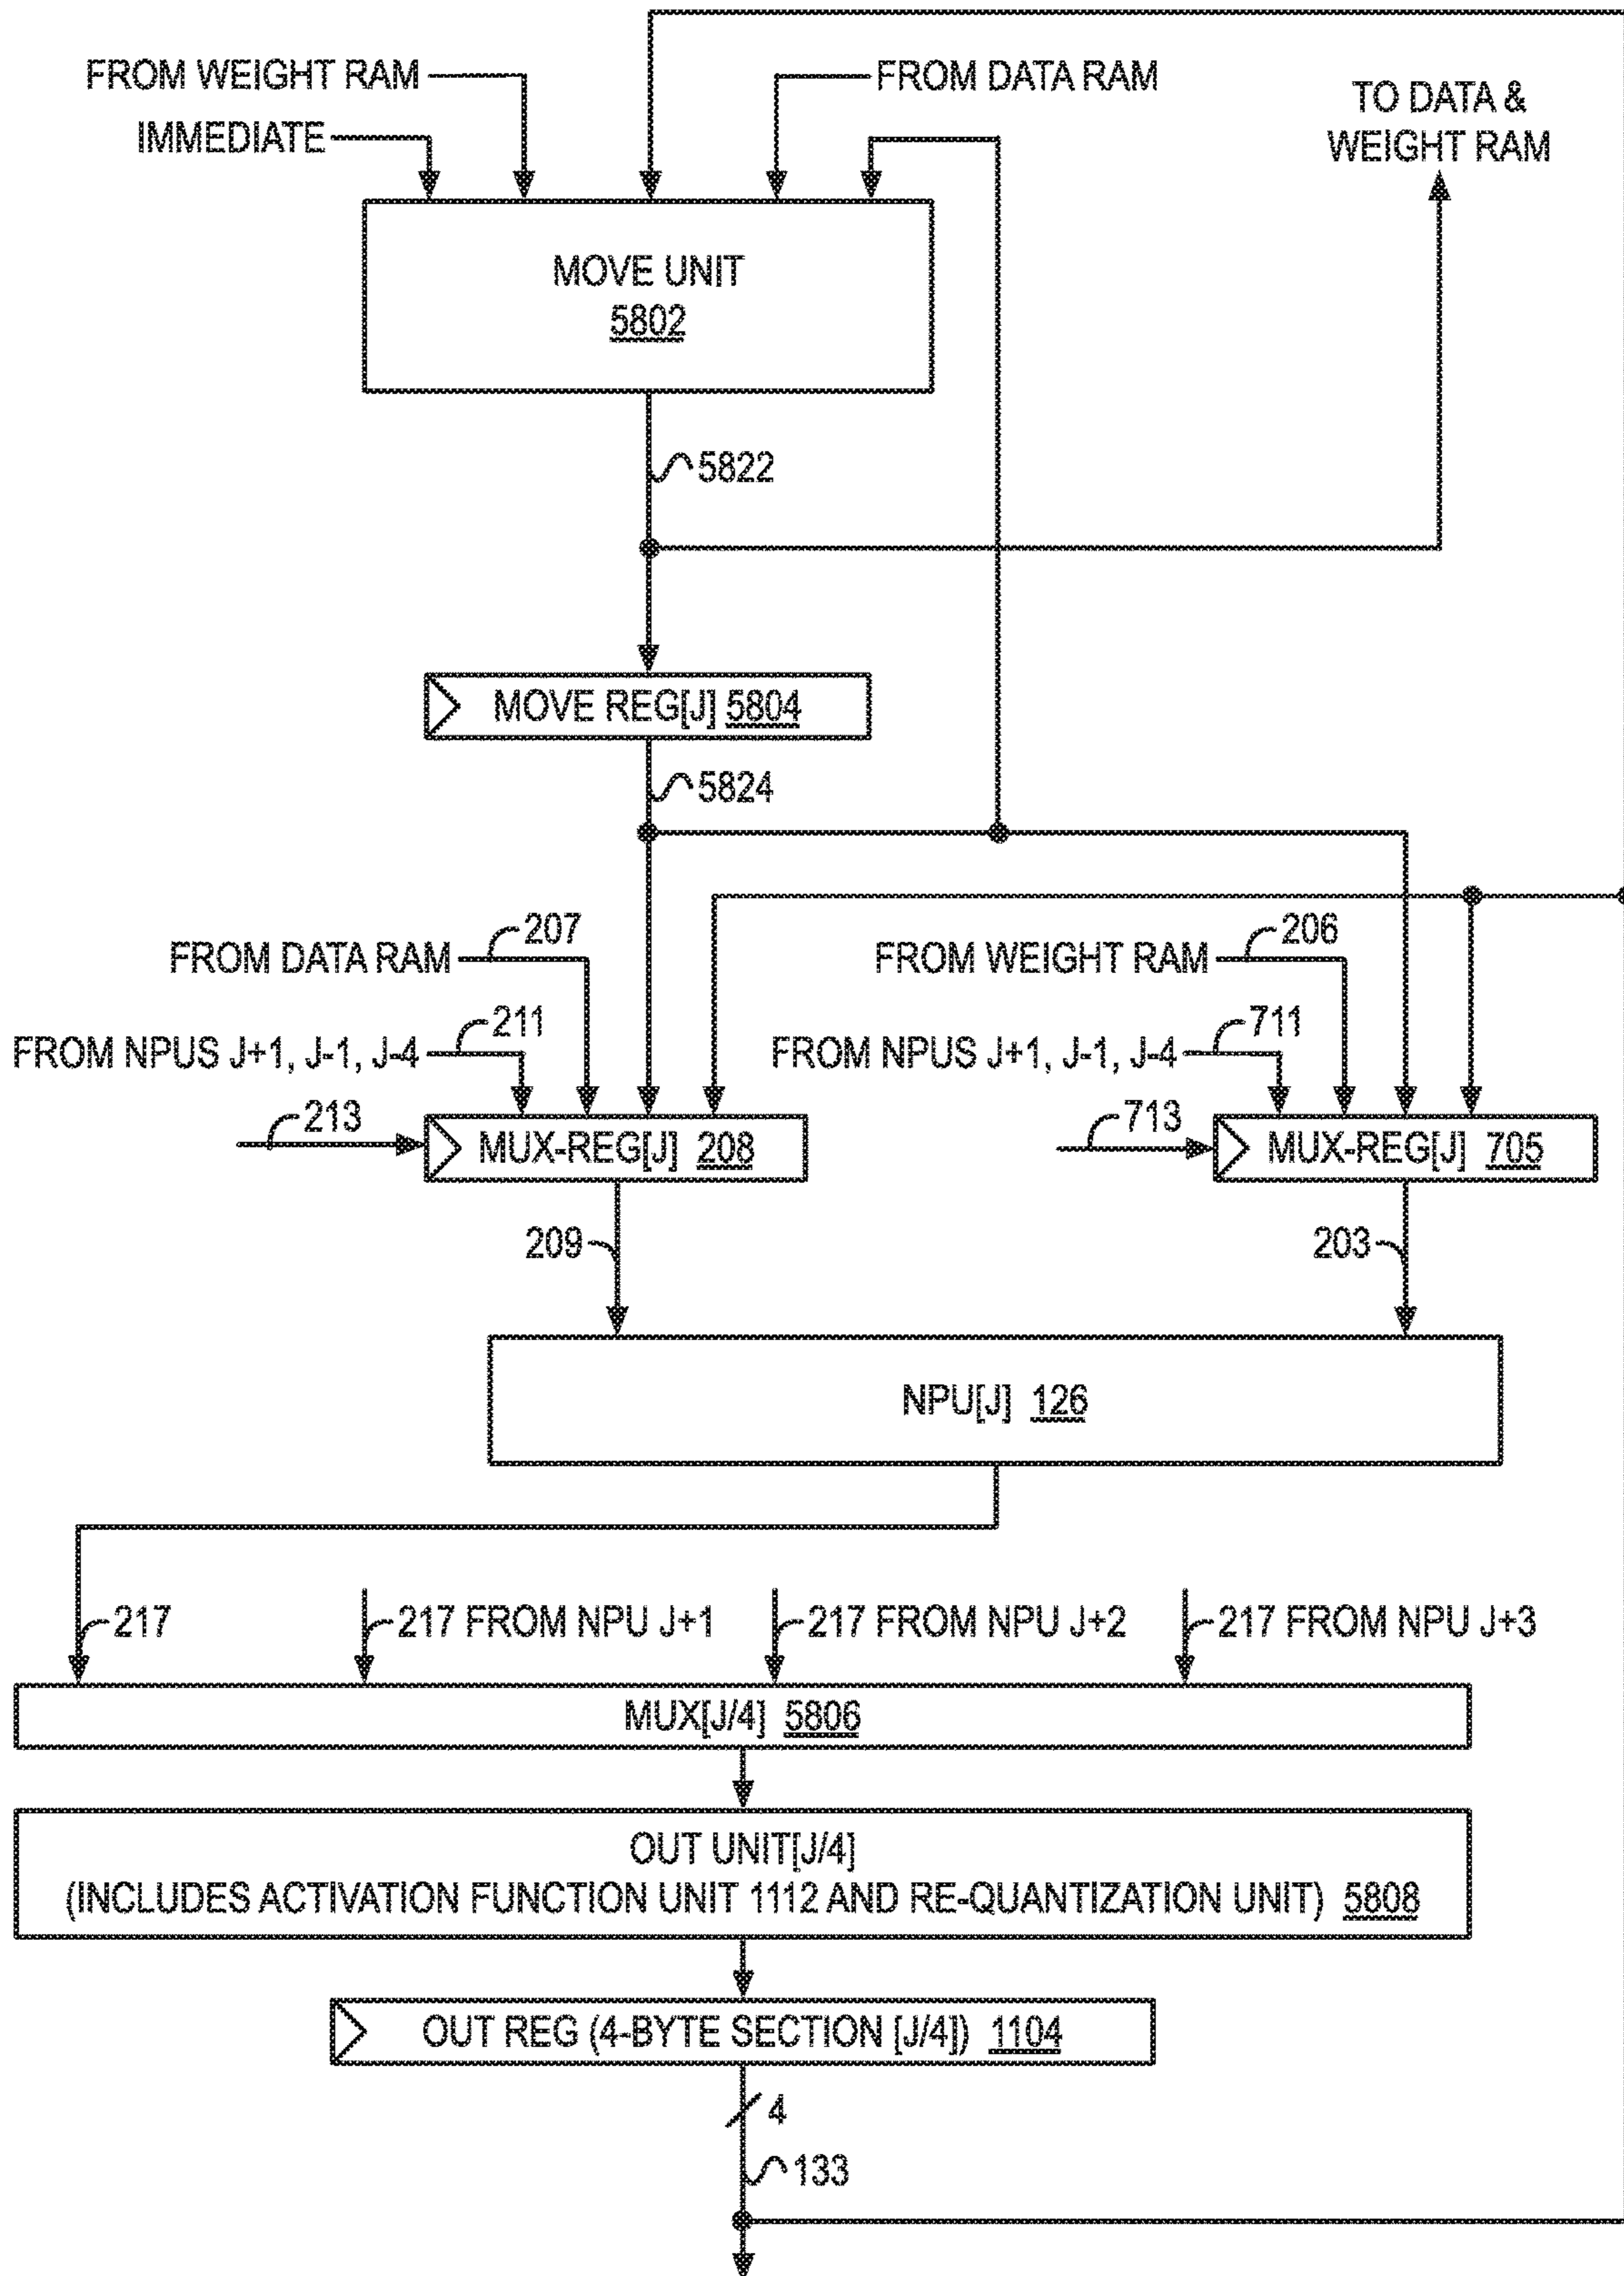 FROM WEIGHT RAM
FROM DATA RAM
IMMEDIATE
TO DATA &
WEIGHT RAM
MOVE UNIT
5802
5822
MOVE REG[J] 5804
5824
207
206
FROM DATA RAM
FROM WEIGHT RAM
211
711
FROM NPUS J+1, J-1, J-4
FROM NPUS J+1, J-1, J-4
213
713
MUX-REG[J] 208
MUX-REG[J] 705
209
203
NPU[J] 126
217
217 FROM NPU J+1
217 FROM NPU J+2
217 FROM NPU J+3
MUX[J/4] 5806
OUT UNIT[J/4]
(INCLUDES ACTIVATION FUNCTION UNIT 1112 AND RE-QUANTIZATION UNIT) 5808
OUT REG (4-BYTE SECTION [J/4]) 1104
4
133